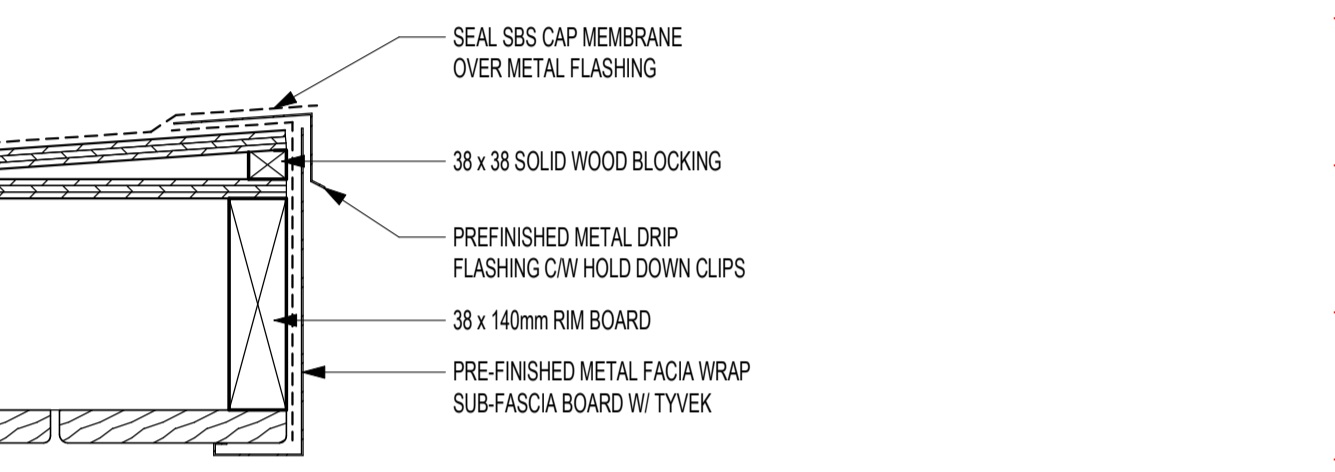 SEAL SBS CAP MEMBRANE
OVER METAL FLASHING
38 x 38 SOLID WOOD BLOCKING
PREFINISHED METAL DRIP
FLASHING C/W HOLD DOWN CLIPS
38 x 140mm RIM BOARD
PRE-FINISHED METAL FACIA WRAP
SUB-FASCIA BOARD W/ TYVEK